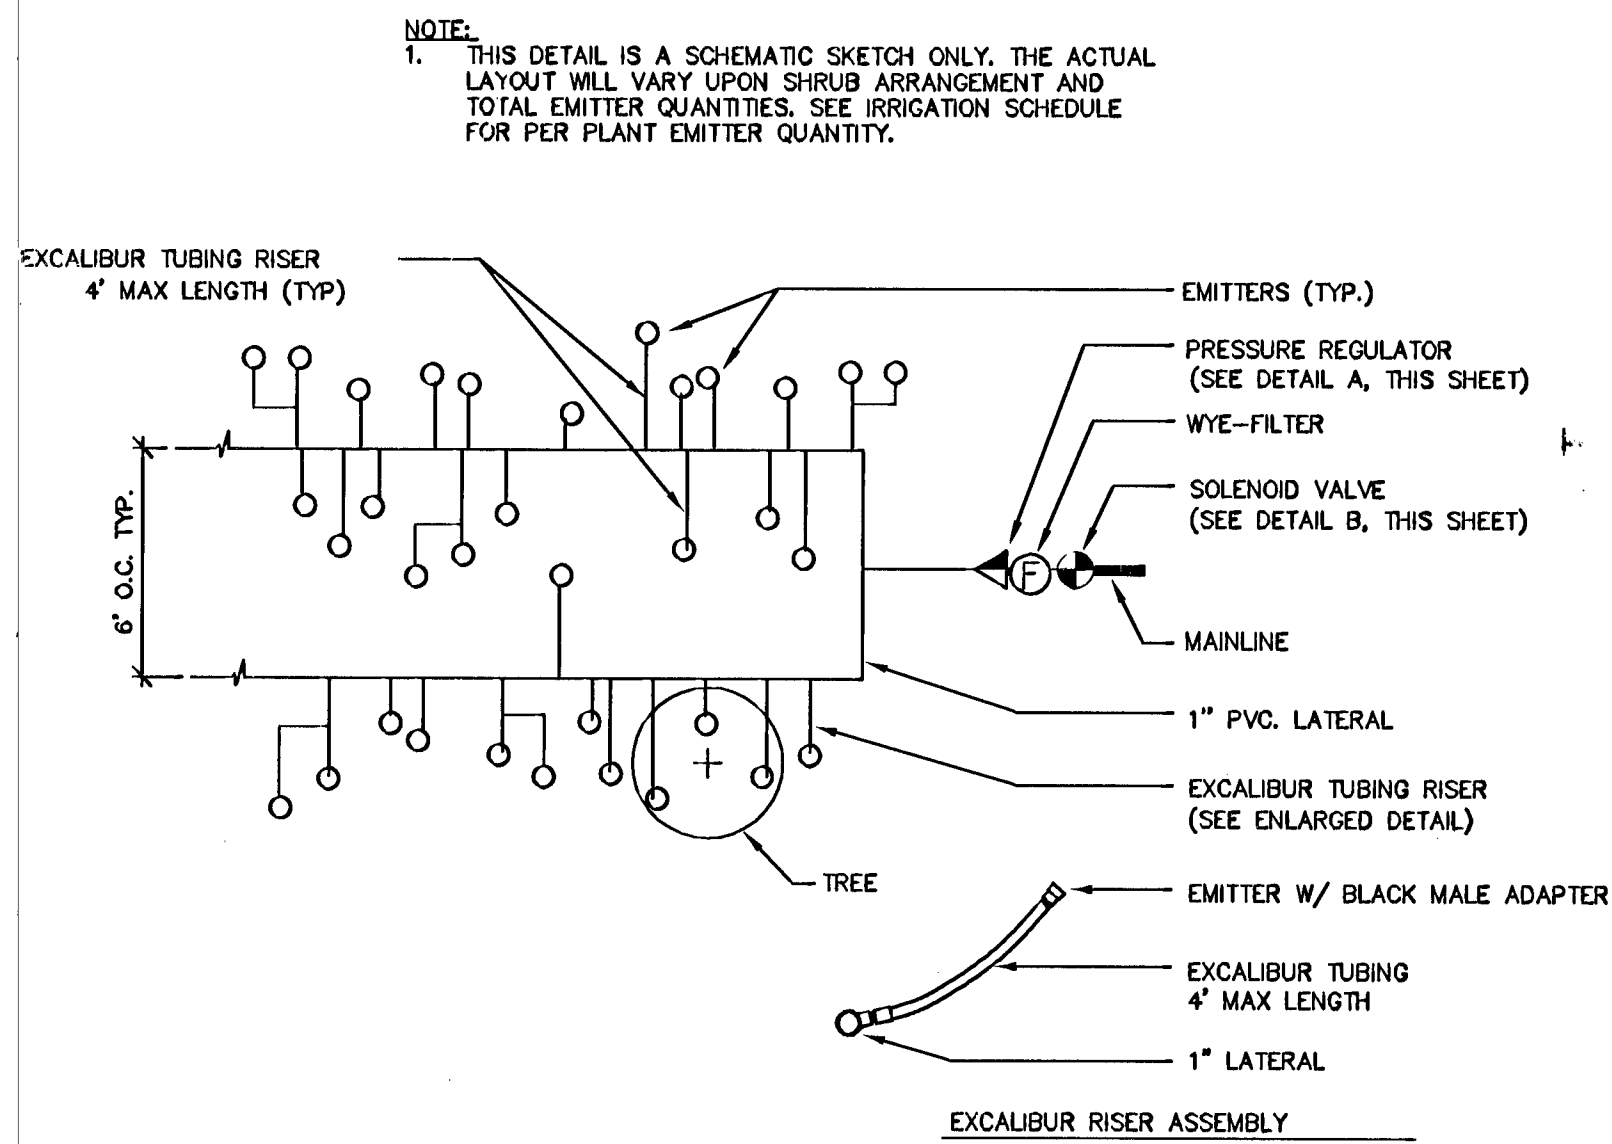 NOTE:
1. THIS DETAIL IS A SCHEMATIC SKETCH ONLY. THE ACTUAL
LAYOUT WILL VARY UPON SHRUB ARRANGEMENT AND
TOTAL EMITTER QUANTITIES. SEE IRRIGATION SCHEDULE
FOR PER PLANT EMITTER QUANTITY.
EXCALIBUR TUBING RISER
4' MAX LENGTH (TYP)
EMITTERS (TYP.)
PRESSURE REGULATOR
(SEE DETAIL A, THIS SHEET)
WYE-FILTER
SOLENOID VALVE
(SEE DETAIL B, THIS SHEET)
6' O.C. TYP.
F
MAINLINE
1" PVC. LATERAL
EXCALIBUR TUBING RISER
(SEE ENLARGED DETAIL)
TREE
EMITTER W/ BLACK MALE ADAPTER
EXCALIBUR TUBING
4' MAX LENGTH
1" LATERAL
EXCALIBUR RISER ASSEMBLY